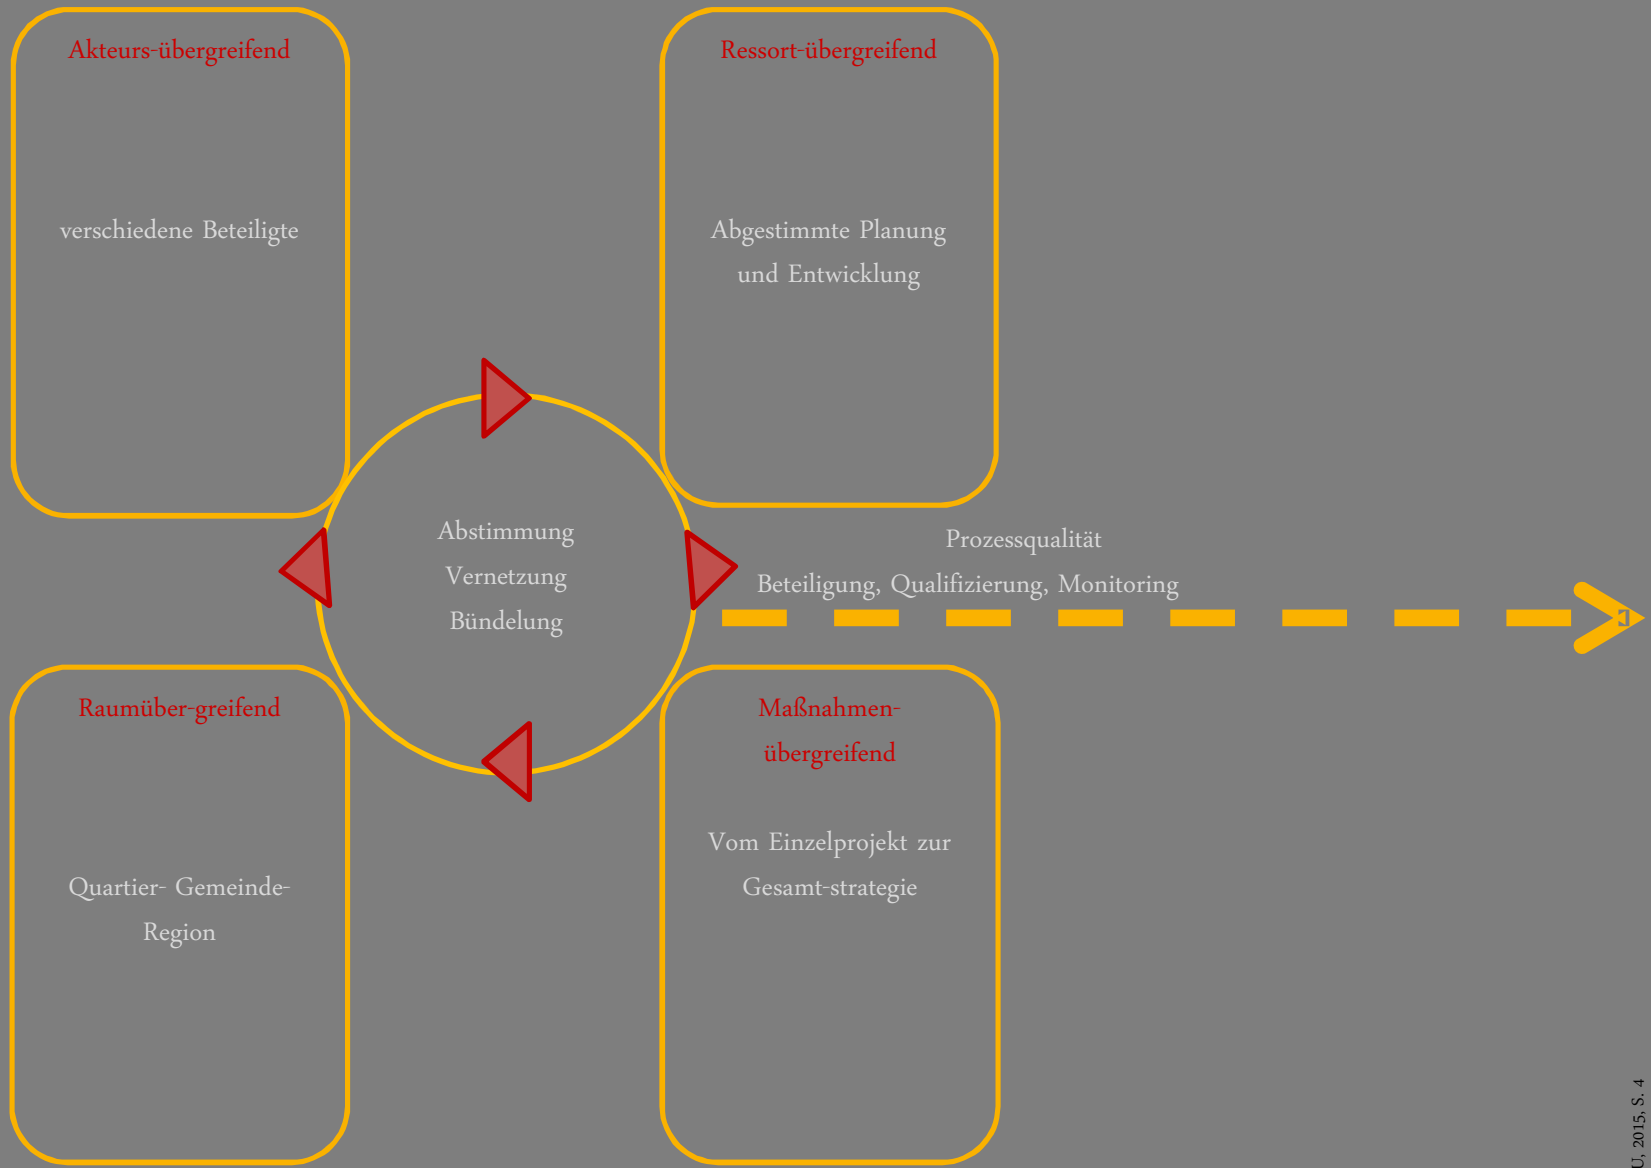 Akteurs-übergreifend
verschiedene Beteiligte
Ressort-übergreifend
Abgestimmte Planung
und Entwicklung
Abstimmung
Vernetzung
Bündelung
Prozessqualität
Beteiligung, Qualifizierung, Monitoring
Raumüber-greifend
Quartier- Gemeinde-
Region
Maßnahmen-
übergreifend
Vom Einzelprojekt zur
Gesamt-strategie
U, 2015, S. 4